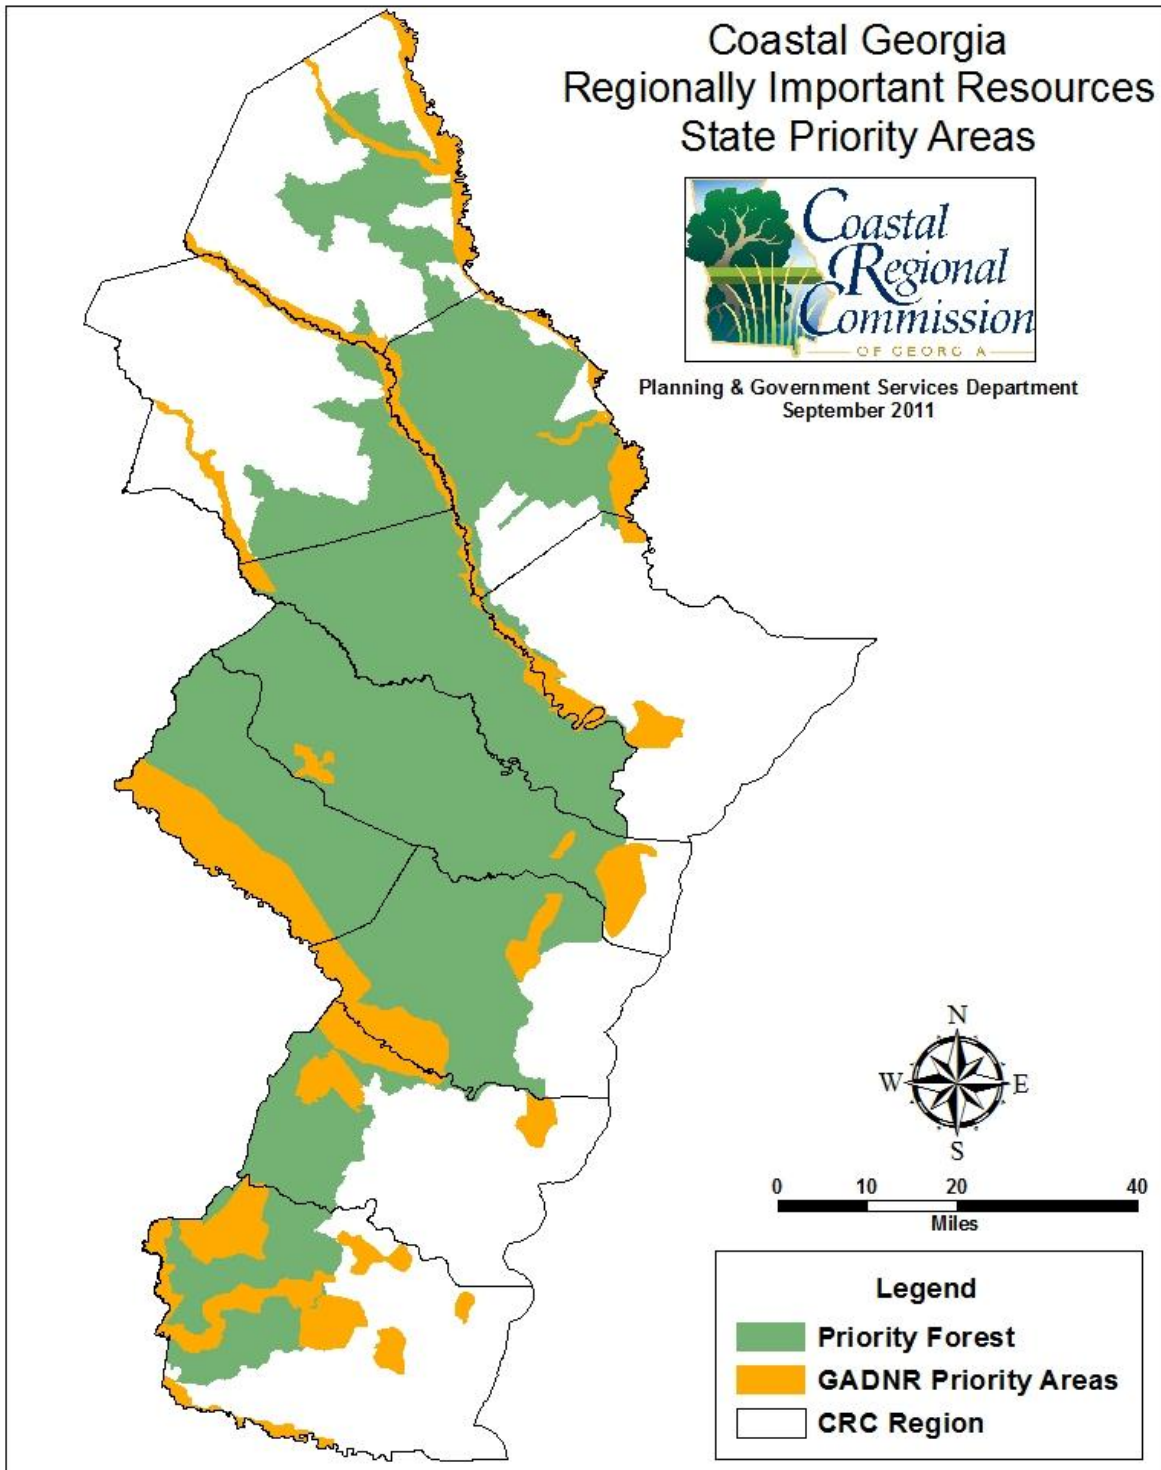 Coastal Georgia
Regionally Important Resources
State Priority Areas
Coastal
Regional
Commission
OF GEORGIA
Planning & Government Services Department
September 2011
N
W
E
S
0 10 20 40
Miles
Legend
Priority Forest
GADNR Priority Areas
CRC Region